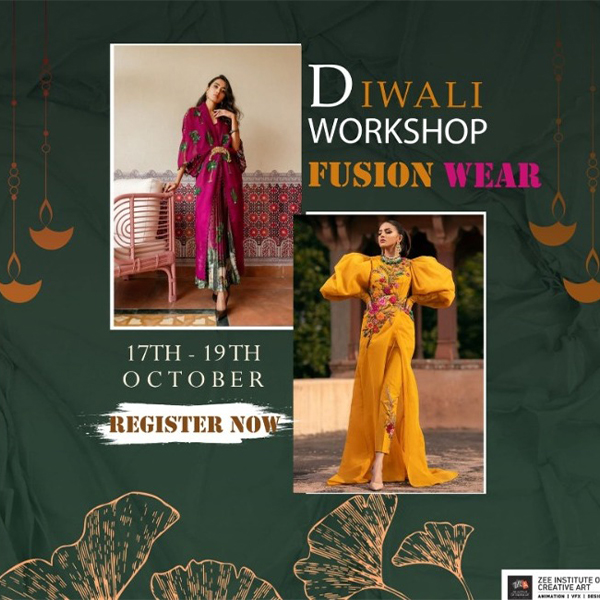 DIWALI
WORKSHOP
FUSION WEAR
17TH - 19TH
OCTOBER
REGISTER NOW
ZEE INSTITUTE O
CREATIVE ART
ANIMATION | VFX | DESI